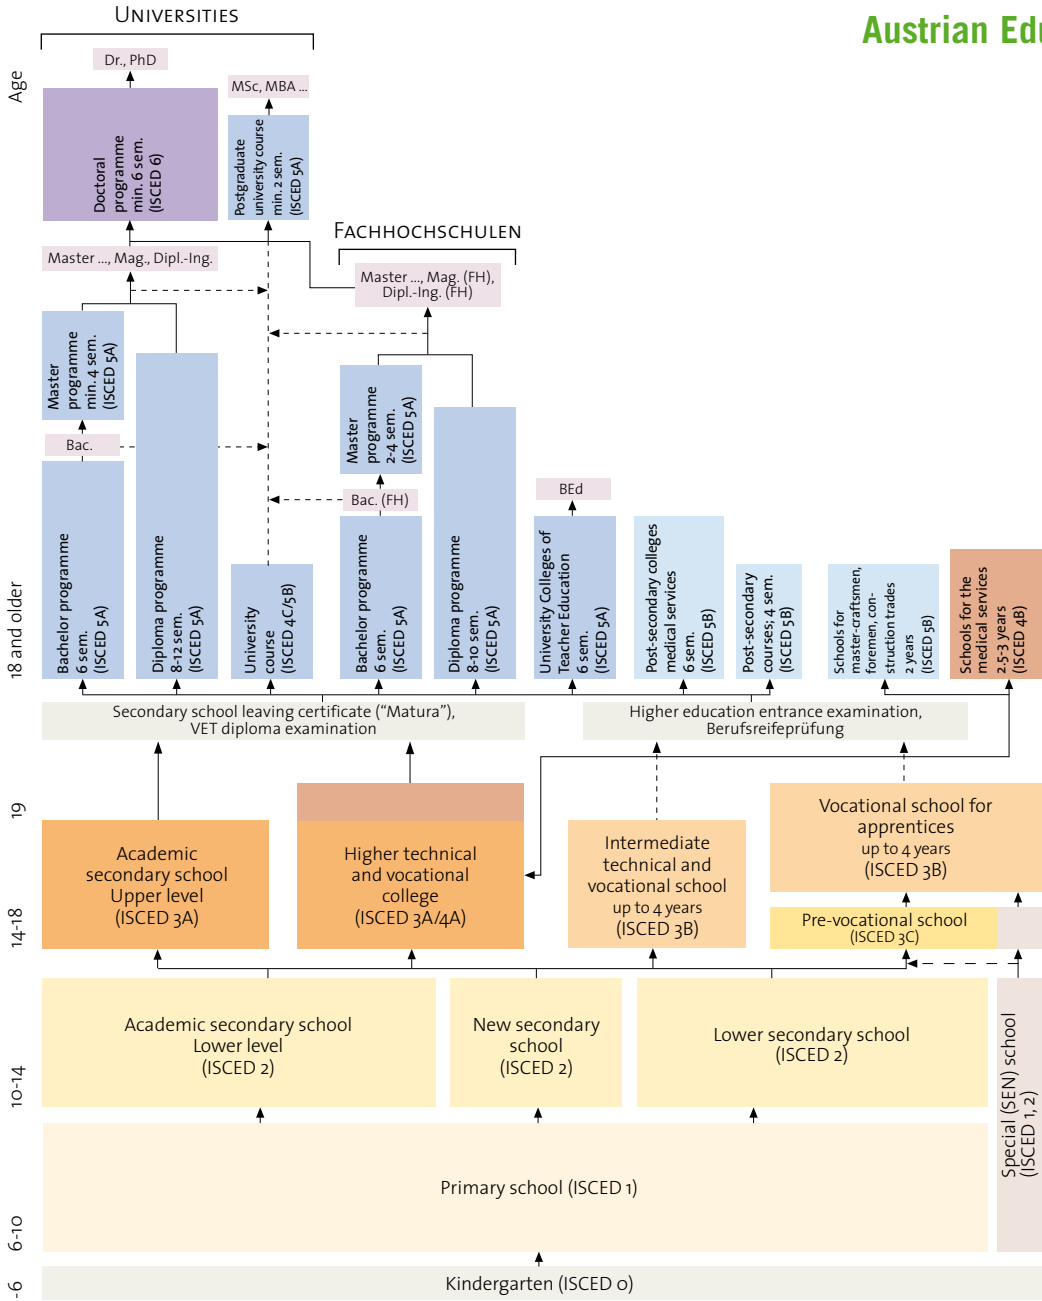 UNIVERSITIES
Austrian Edu
Dr., PhD
Age
MSc, MBA ...
Doctoral
programme
min. 6 sem.
(ISCED 6)
Postgraduate
university course
min. 2 sem.
(ISCED 5A)
FACHHOCHSCHULEN
Master ..., Mag., Dipl.-Ing.
Master ..., Mag. (FH),
Dipl.-Ing. (FH)
Master
programme
min. 4 sem.
(ISCED 5A)
Master
programme
2-4 sem.
(ISCED 5A)
Bac.
Bac. (FH)
BEd
18 and older
Bachelor programme
6 sem.
(ISCED 5A)
Diploma programme
8-12 sem.
(ISCED 5A)
University
course
(ISCED 4C/5B)
Bachelor programme
6 sem.
(ISCED 5A)
Diploma programme
8-10 sem.
(ISCED 5A)
University Colleges of
Teacher Education
6 sem.
(ISCED 5A)
Post-secondary colleges
medical services
6 sem.
(ISCED 5B)
Post-secondary
courses; 4 sem.
(ISCED 5B)
Schools for
master-craftsmen,
foremen, con-
struction trades
2 years
(ISCED 5B)
Schools for the
medical services
2.5-3 years
(ISCED 4B)
Secondary school leaving certificate (“Matura”),
VET diploma examination
Higher education entrance examination,
Berufsreifeprüfung
19
14-18
Academic
secondary school
Upper level
(ISCED 3A)
Higher technical
and vocational
college
(ISCED 3A/4A)
Intermediate
technical and
vocational school
up to 4 years
(ISCED 3B)
Vocational school for
apprentices
up to 4 years
(ISCED 3B)
Pre-vocational school
(ISCED 3C)
10-14
Academic secondary school
Lower level
(ISCED 2)
New secondary
school
(ISCED 2)
Lower secondary school
(ISCED 2)
Special (SEN) school
(ISCED 1, 2)
6-10
Primary school (ISCED 1)
-6
Kindergarten (ISCED 0)